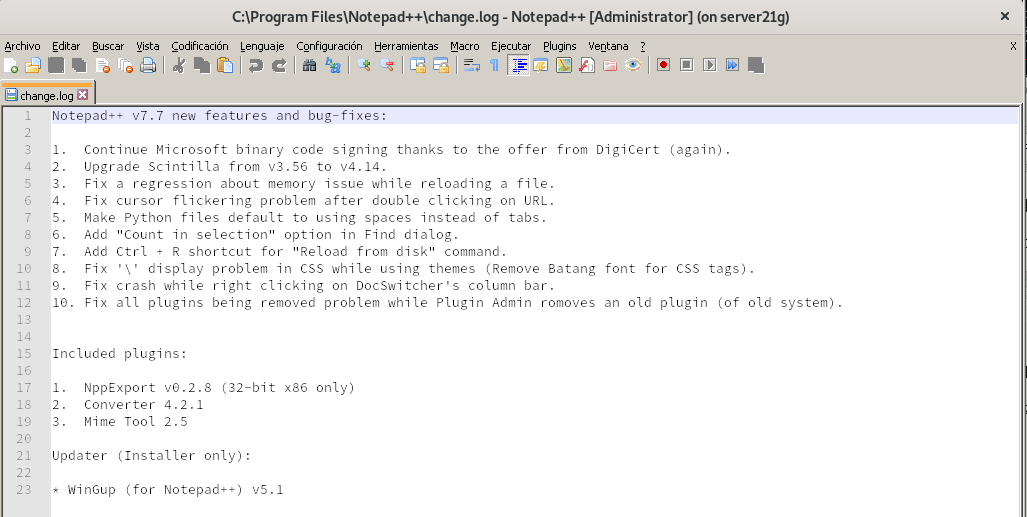 C:\Program Files\Notepad++\change.log - Notepad++ [Administrator] (on server21g)
Archivo Editar Buscar Vista Codificación Lenguaje Configuración Herramientas Macro Ejecutar Plugins Ventana ? X
change.log
1 Notepad++ v7.7 new features and bug-fixes:
2
3 1. Continue Microsoft binary code signing thanks to the offer from DigiCert (again).
4 2. Upgrade Scintilla from v3.56 to v4.14.
5 3. Fix a regression about memory issue while reloading a file.
6 4. Fix cursor flickering problem after double clicking on URL.
7 5. Make Python files default to using spaces instead of tabs.
8 6. Add "Count in selection" option in Find dialog.
9 7. Add Ctrl + R shortcut for "Reload from disk" command.
10 8. Fix '\' display problem in CSS while using themes (Remove Batang font for CSS tags).
11 9. Fix crash while right clicking on DocSwitcher's column bar.
12 10. Fix all plugins being removed problem while Plugin Admin romoves an old plugin (of old system).
13
14
15 Included plugins:
16
17 1. NppExport v0.2.8 (32-bit x86 only)
18 2. Converter 4.2.1
19 3. Mime Tool 2.5
20
21 Updater (Installer only):
22
23 * WinGup (for Notepad++) v5.1